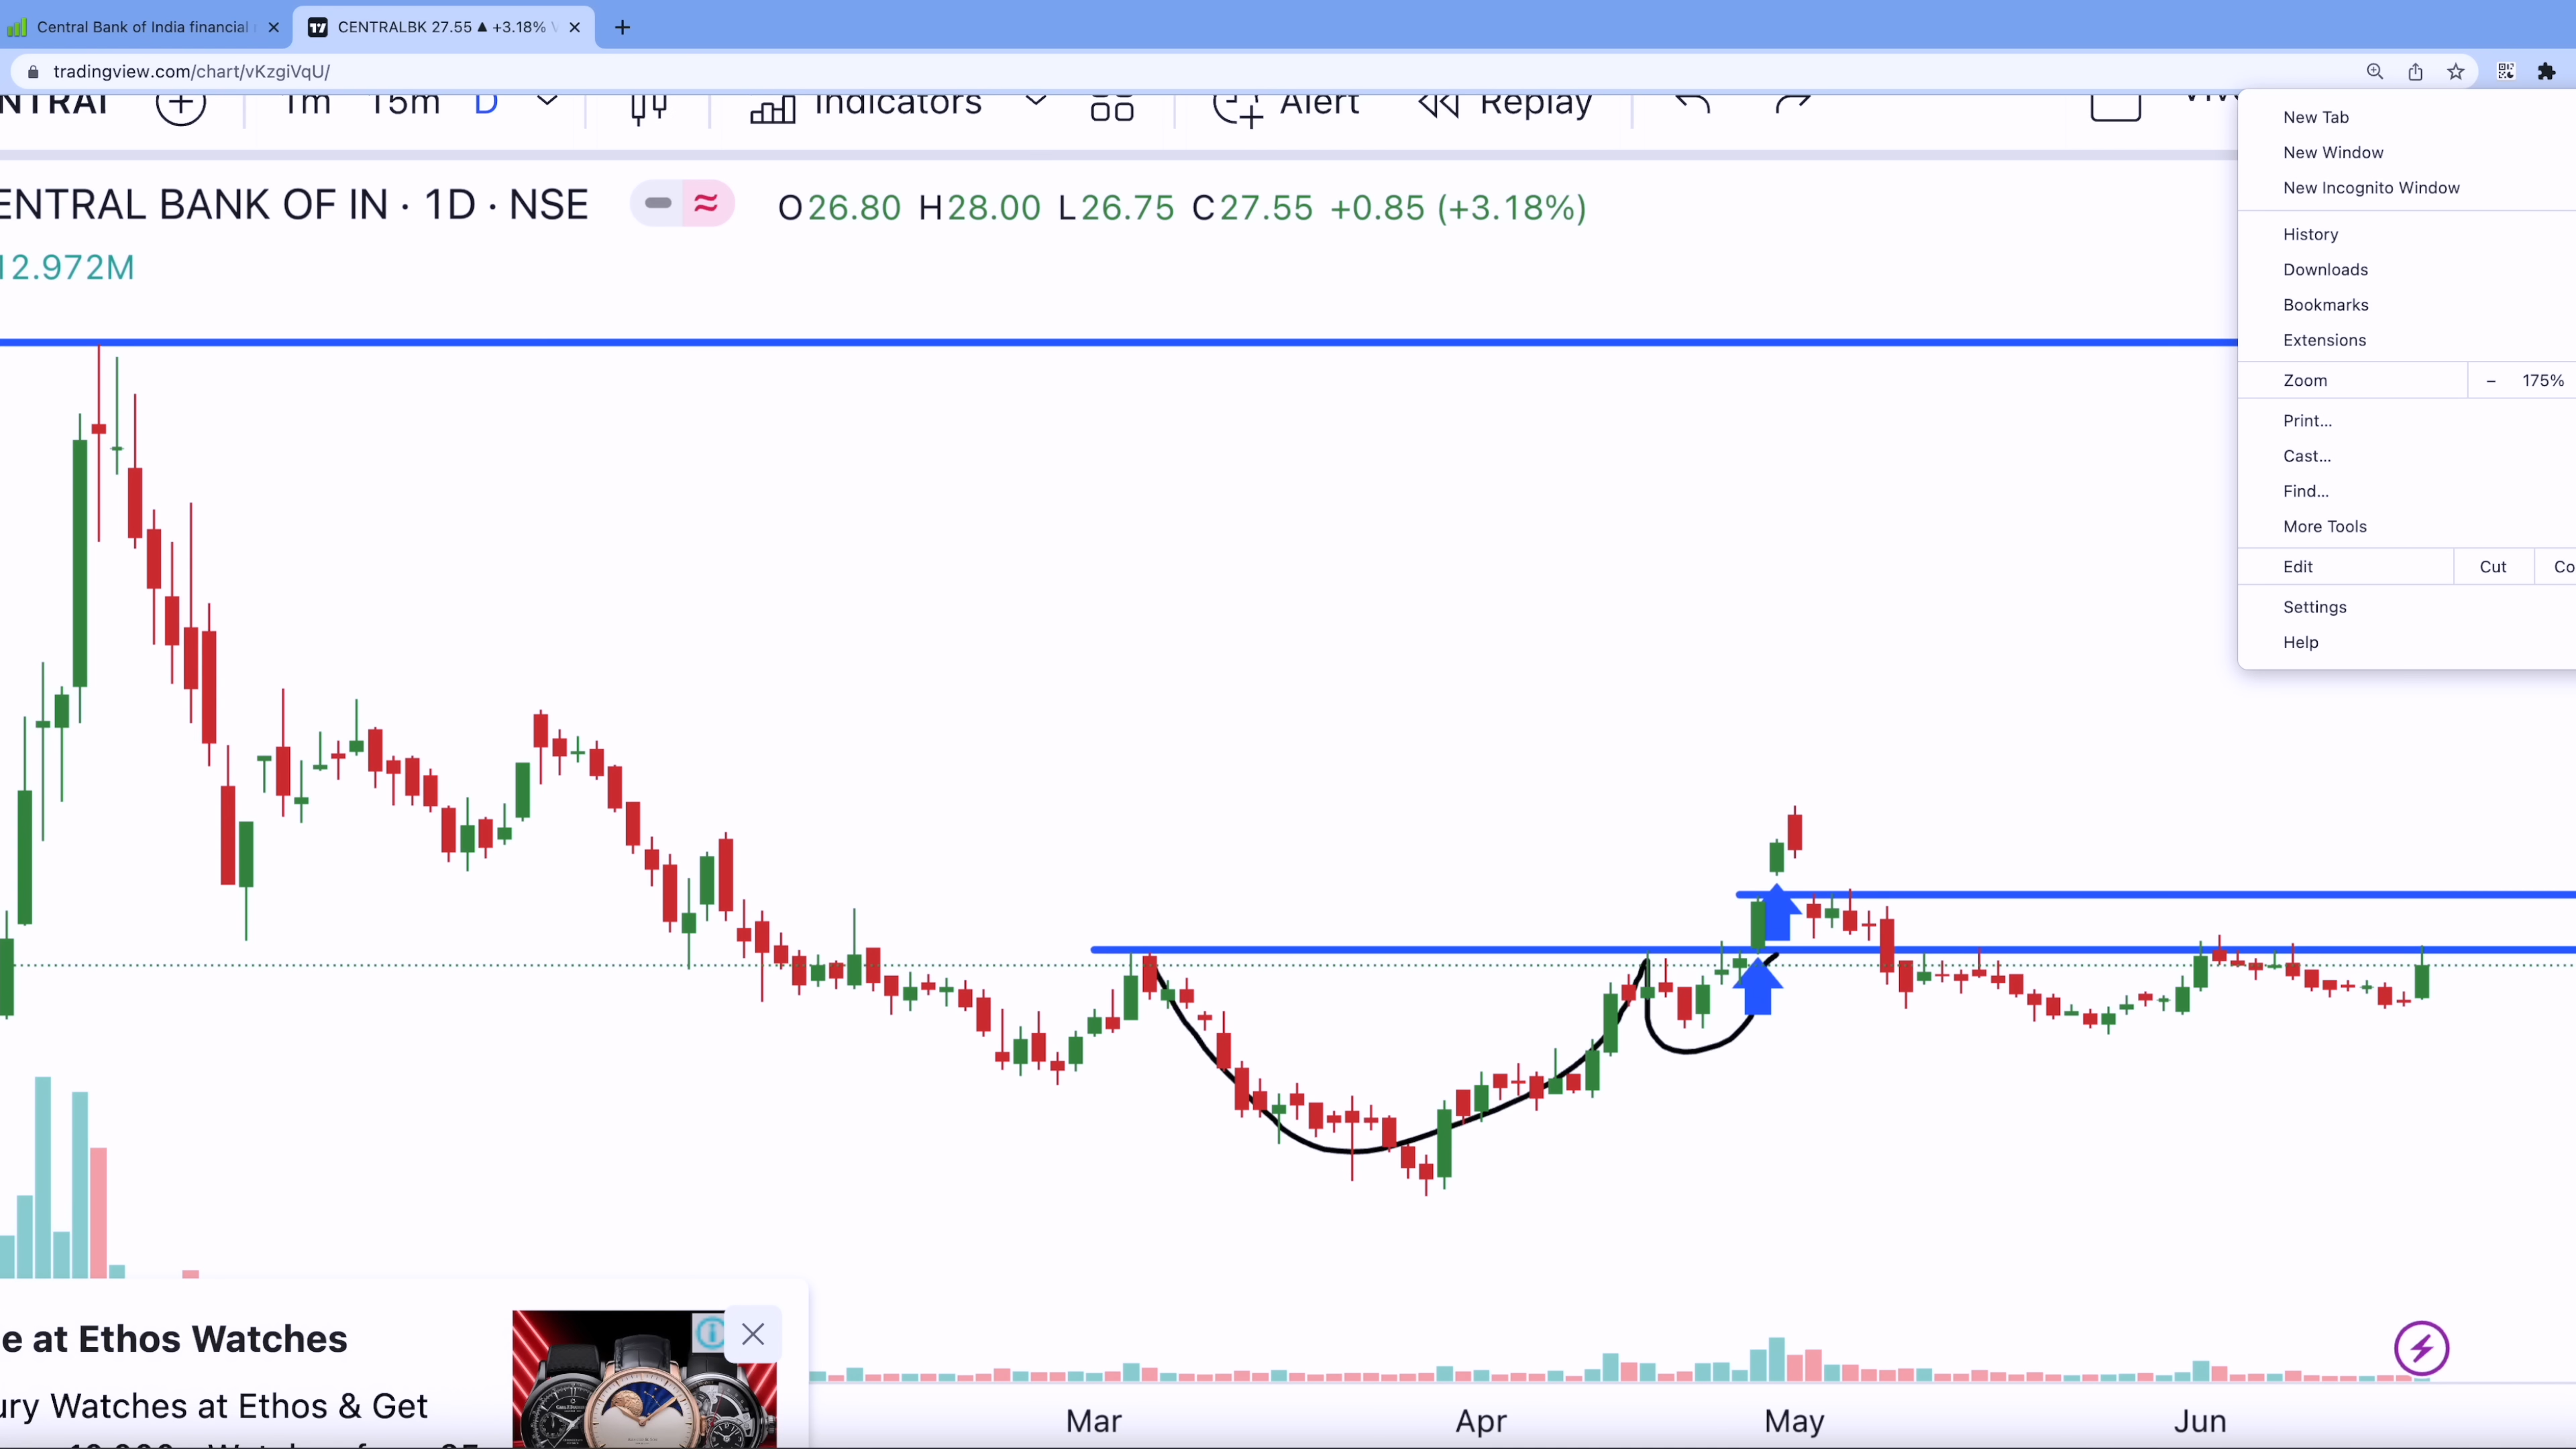 Central Bank of India financial
CENTRALBK 27.55 ▲ +3.18%
tradingview.com/chart/vKzgiVqU/
NTRAI 1m 15m D Indicators Alert Replay
ENTRAL BANK OF IN · 1D · NSE O26.80 H28.00 L26.75 C27.55 +0.85 (+3.18%)
12.972M
New Tab
New Window
New Incognito Window
History
Downloads
Bookmarks
Extensions
Zoom – 175%
Print...
Cast...
Find...
More Tools
Edit Cut Co
Settings
Help
e at Ethos Watches
ury Watches at Ethos & Get
Mar Apr May Jun